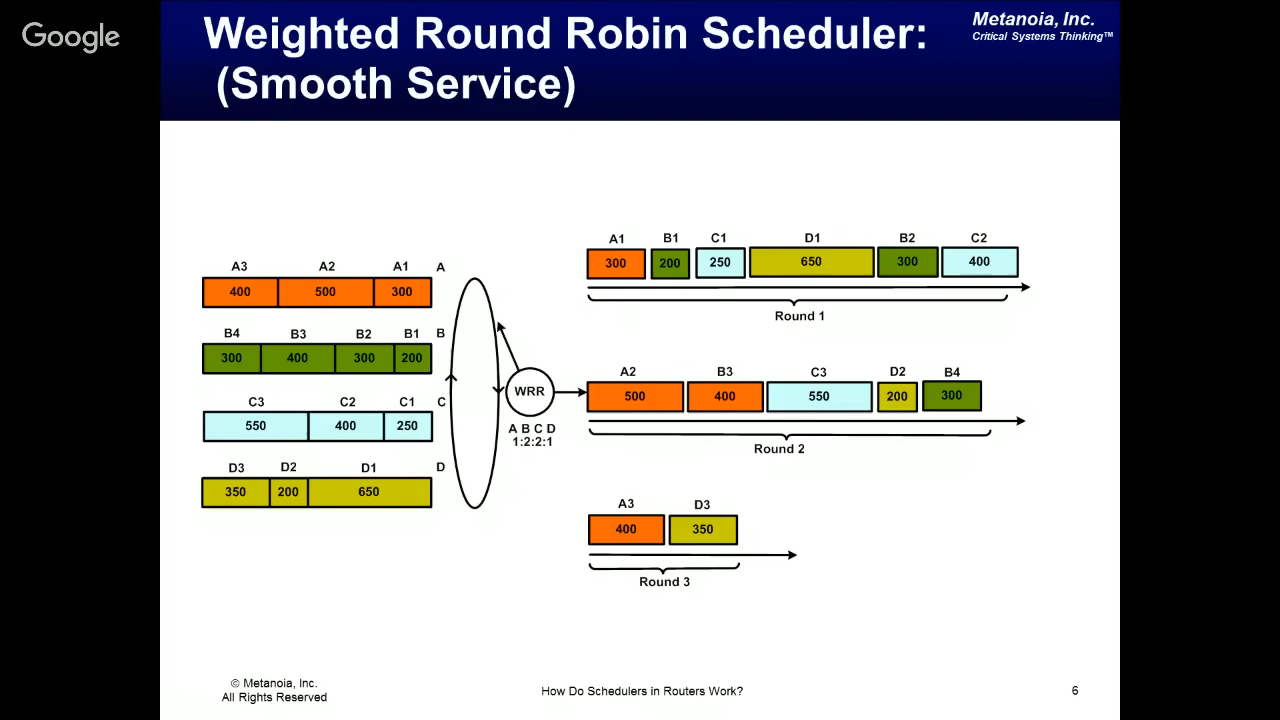 Google
Weighted Round Robin Scheduler:
(Smooth Service)
Metanoia, Inc.
Critical Systems Thinking™
A3 A2 A1 A
400 500 300
B4 B3 B2 B1 B
300 400 300 200
C3 C2 C1 C
550 400 250
D3 D2 D1 D
350 200 650
WRR
A B C D
1:2:2:1
A1 B1 C1 D1 B2 C2
300 200 250 650 300 400
Round 1
A2 B3 C3 D2 B4
500 400 550 200 300
Round 2
A3 D3
400 350
Round 3
© Metanoia, Inc.
All Rights Reserved
How Do Schedulers in Routers Work?
6